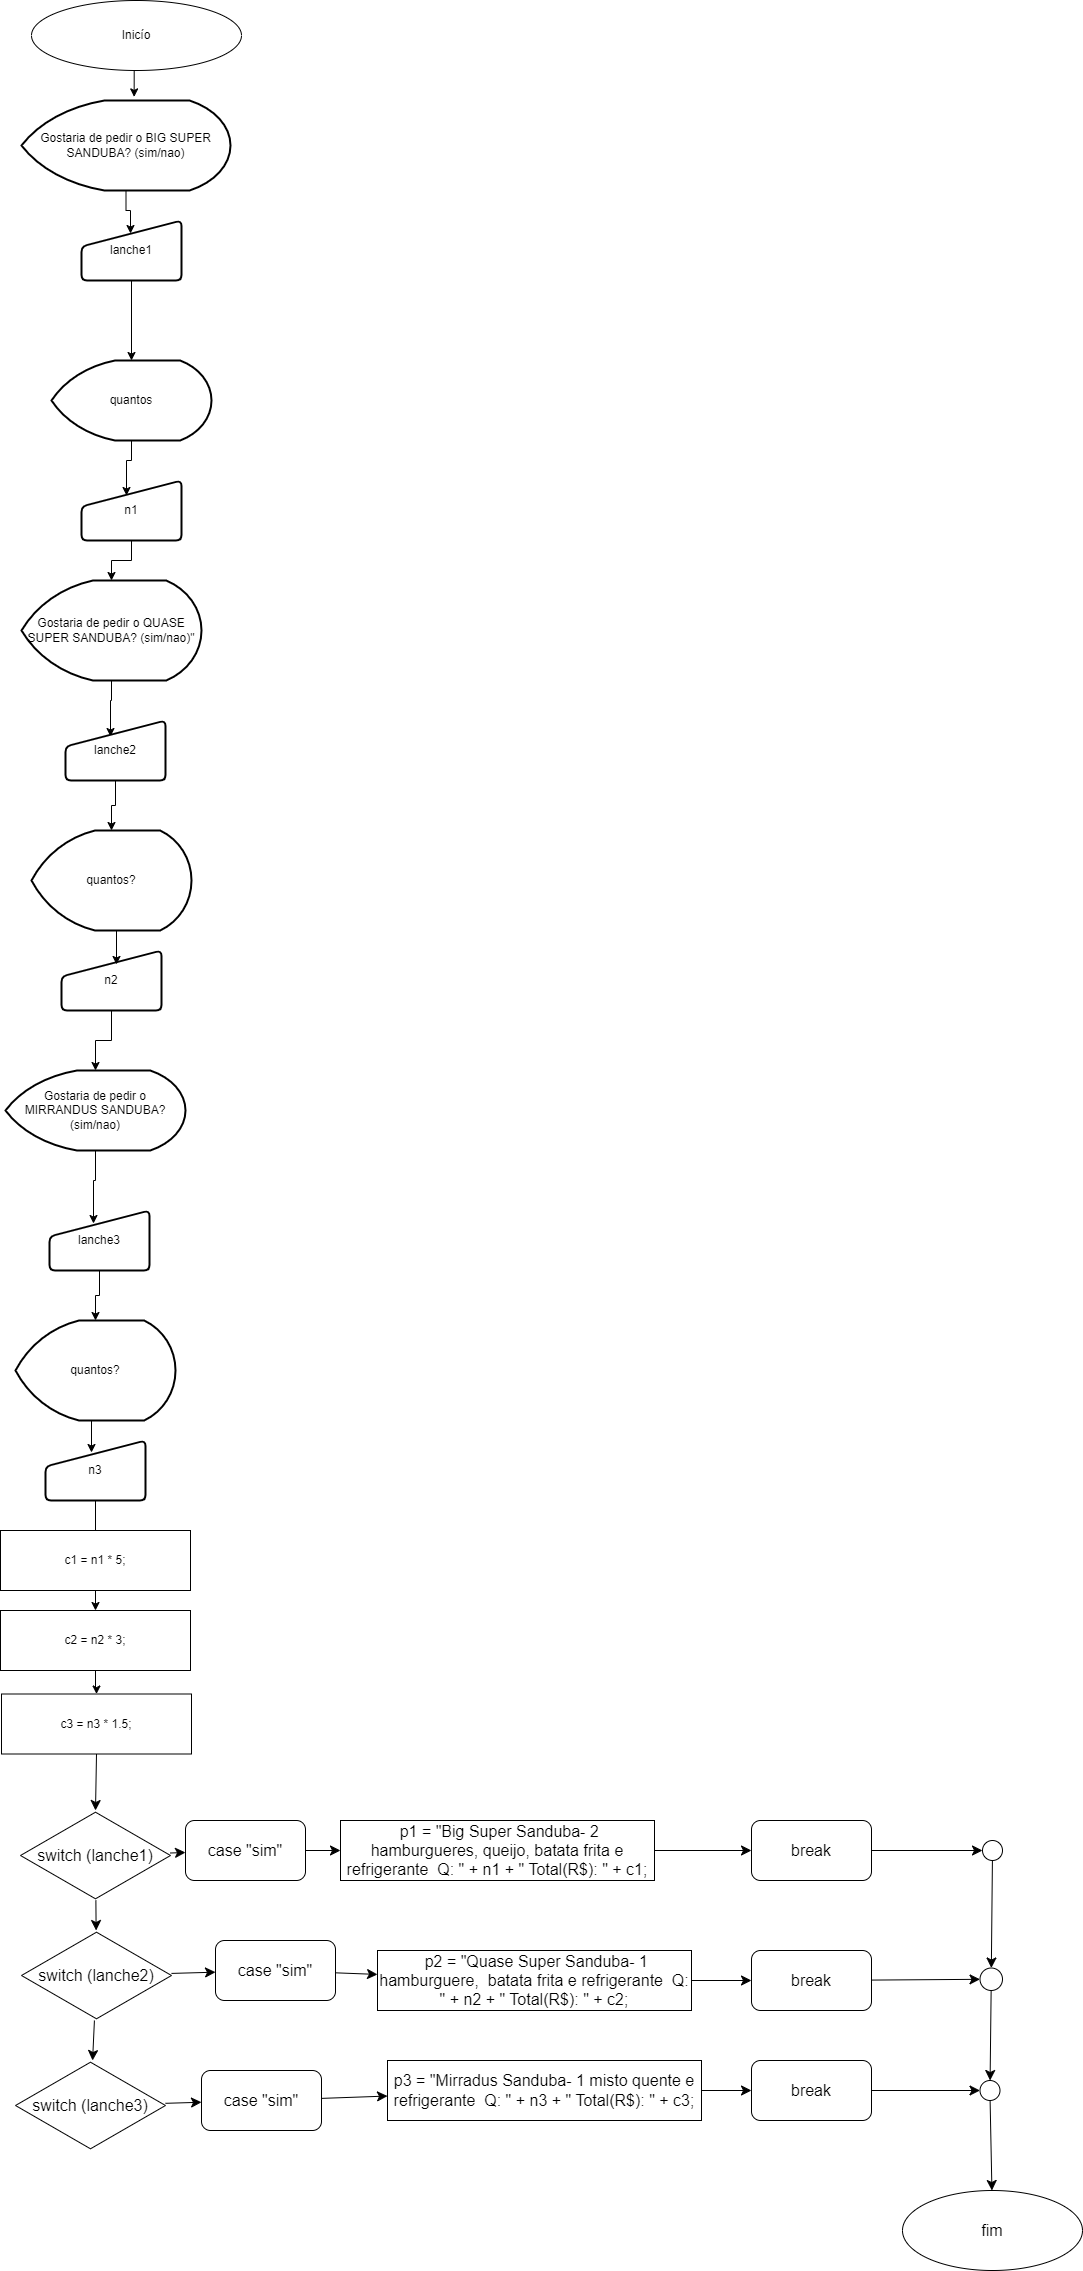 Inicío
Gostaria de pedir o BIG SUPER
SANDUBA? (sim/nao)
lanche1
quantos
n1
Gostaria de pedir o QUASE
SUPER SANDUBA? (sim/nao)"
lanche2
quantos?
n2
Gostaria de pedir o
MIRRANDUS SANDUBA?
(sim/nao)
lanche3
quantos?
n3
c1 = n1 * 5;
c2 = n2 * 3;
c3 = n3 * 1.5;
switch (lanche1)
case "sim"
p1 = "Big Super Sanduba- 2
hamburgueres, queijo, batata frita e
refrigerante  Q: " + n1 + " Total(R$): " + c1;
break
switch (lanche2)
case "sim"
p2 = "Quase Super Sanduba- 1
hamburguere,  batata frita e refrigerante  Q:
" + n2 + " Total(R$): " + c2;
break
switch (lanche3)
case "sim"
p3 = "Mirradus Sanduba- 1 misto quente e
refrigerante  Q: " + n3 + " Total(R$): " + c3;
break
fim